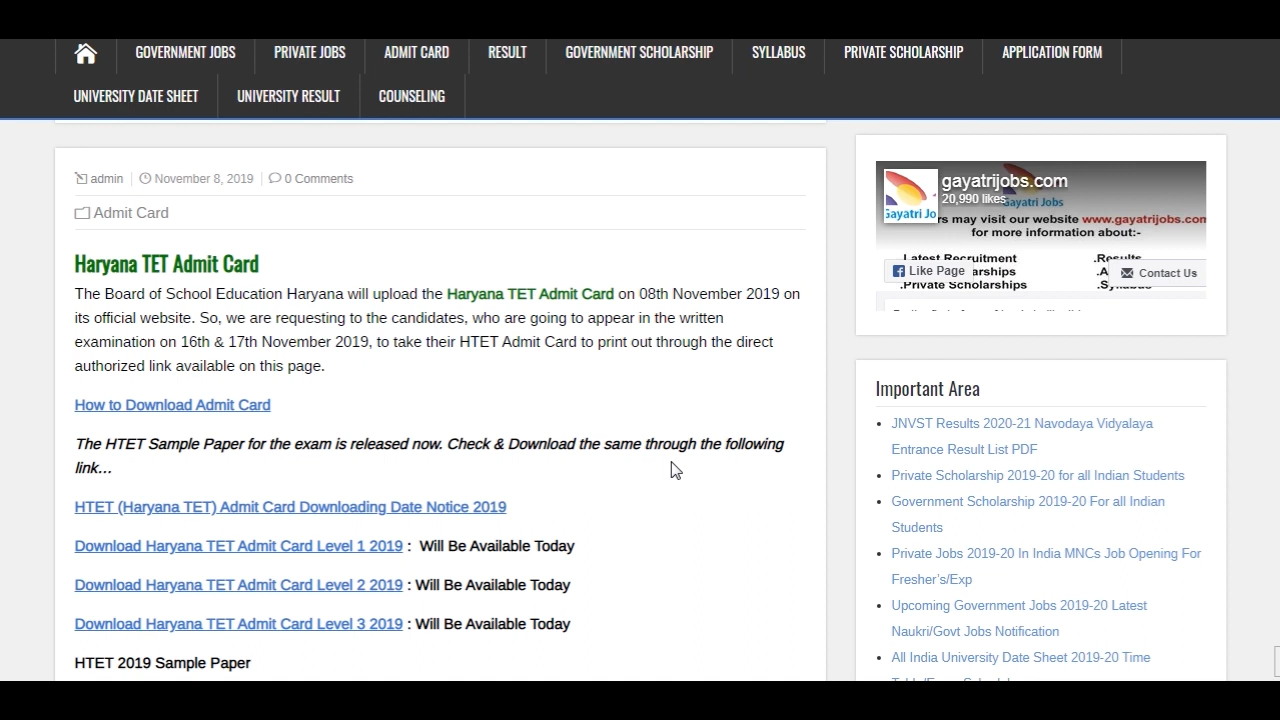 GOVERNMENT JOBS PRIVATE JOBS ADMIT CARD RESULT GOVERNMENT SCHOLARSHIP SYLLABUS PRIVATE SCHOLARSHIP APPLICATION FORM
UNIVERSITY DATE SHEET UNIVERSITY RESULT COUNSELING
admin November 8, 2019 0 Comments
Admit Card
Haryana TET Admit Card
The Board of School Education Haryana will upload the Haryana TET Admit Card on 08th November 2019 on
its official website. So, we are requesting to the candidates, who are going to appear in the written
examination on 16th & 17th November 2019, to take their HTET Admit Card to print out through the direct
authorized link available on this page.
How to Download Admit Card
The HTET Sample Paper for the exam is released now. Check & Download the same through the following
link...
HTET (Haryana TET) Admit Card Downloading Date Notice 2019
Download Haryana TET Admit Card Level 1 2019 : Will Be Available Today
Download Haryana TET Admit Card Level 2 2019 : Will Be Available Today
Download Haryana TET Admit Card Level 3 2019 : Will Be Available Today
HTET 2019 Sample Paper
gayatrijobs.com
20,990 likes
Gayatri Jobs
Gayatri Jo
rs may visit our website www.gayatrijobs.com
for more information about:-
.Latest Recruitment .Results
Like Page arships .A Contact Us
.Private Scholarships .Syllabus
Important Area
JNVST Results 2020-21 Navodaya Vidyalaya
Entrance Result List PDF
Private Scholarship 2019-20 for all Indian Students
Government Scholarship 2019-20 For all Indian
Students
Private Jobs 2019-20 In India MNCs Job Opening For
Fresher's/Exp
Upcoming Government Jobs 2019-20 Latest
Naukri/Govt Jobs Notification
All India University Date Sheet 2019-20 Time